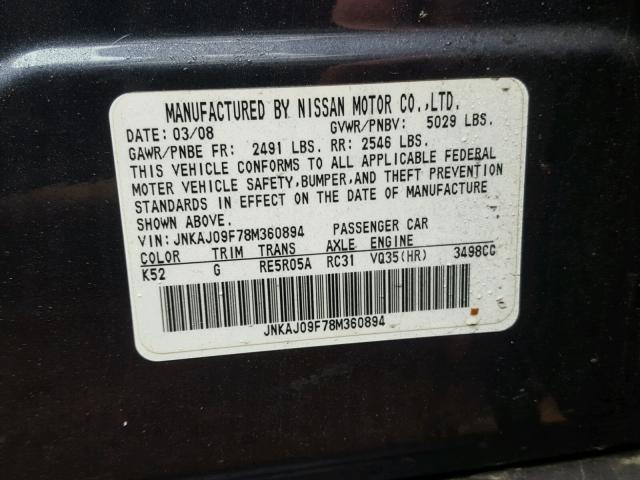 MANUFACTURED BY NISSAN MOTOR CO.,LTD.
DATE: 03/08 GVWR/PNBV: 5029 LBS.
GAWR/PNBE FR: 2491 LBS. RR: 2546 LBS.
THIS VEHICLE CONFORMS TO ALL APPLICABLE FEDERAL
MOTER VEHICLE SAFETY,BUMPER,AND THEFT PREVENTION
STANDARDS IN EFFECT ON THE DATE OF MANUFACTURE
SHOWN ABOVE.
VIN: JNKAJ09F78M360894 PASSENGER CAR
COLOR TRIM TRANS AXLE ENGINE
K52 G RE5R05A RC31 VQ35(HR) 3498CC
JNKAJ09F78M360894